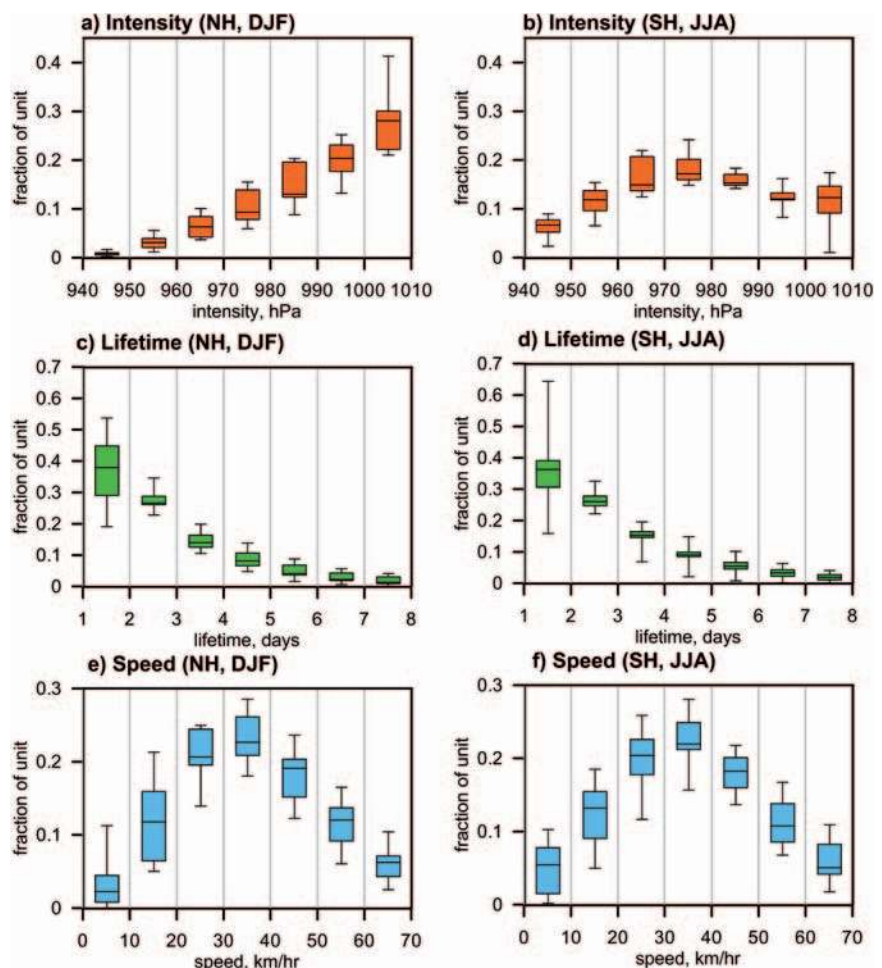 a) Intensity (NH, DJF)
0.4
0.3
0.2
0.1
0
fraction of unit
940 950 960 970 980 990 1000 1010
intensity, hPa
b) Intensity (SH, JJA)
0.4
0.3
0.2
0.1
0
fraction of unit
940 950 960 970 980 990 1000 1010
intensity, hPa
c) Lifetime (NH, DJF)
0.7
0.6
0.5
0.4
0.3
0.2
0.1
0
fraction of unit
1 2 3 4 5 6 7 8
lifetime, days
d) Lifetime (SH, JJA)
0.7
0.6
0.5
0.4
0.3
0.2
0.1
0
fraction of unit
1 2 3 4 5 6 7 8
lifetime, days
e) Speed (NH, DJF)
0.3
0.2
0.1
0
fraction of unit
0 10 20 30 40 50 60 70
speed, km/hr
f) Speed (SH, JJA)
0.3
0.2
0.1
0
fraction of unit
0 10 20 30 40 50 60 70
speed, km/hr